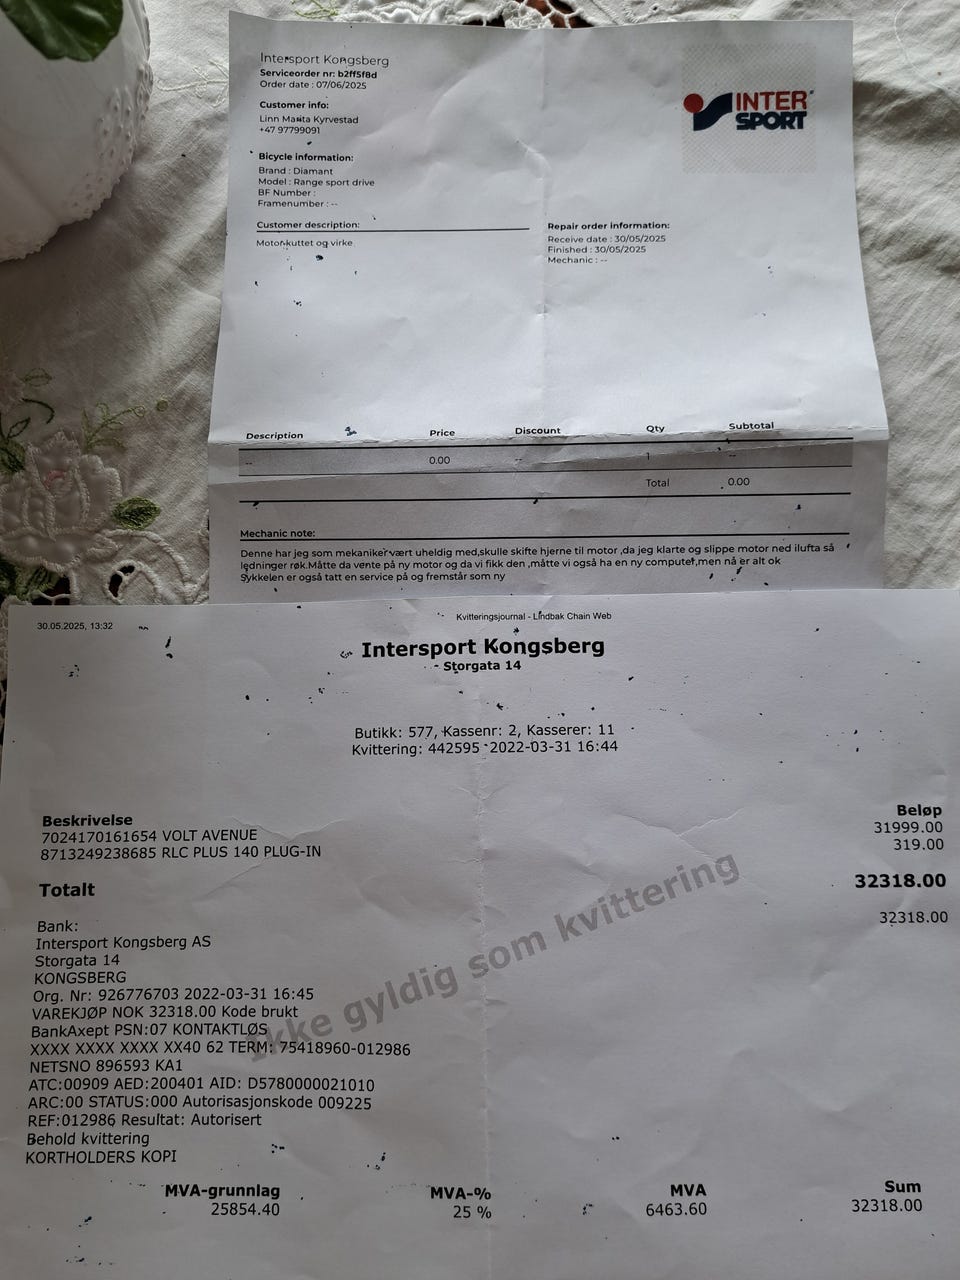 Intersport Kongsberg
Serviceorder nr: b2ff5f8d
Order date : 07/06/2025
INTER
SPORT
Customer info:
Linn Marita Kyrvestad
+47 97799091
Bicycle information:
Brand : Diamant
Model : Range sport drive
BF Number :
Framenumber : --
Customer description:
Motor kuttet og virke
Repair order information:
Receive date : 30/05/2025
Finished : 30/05/2025
Mechanic : --
Description Price Discount Qty Subtotal
-- 0.00 -- 1 --
Total 0.00
Mechanic note:
Denne har jeg som mekaniker vært uheldig med,skulle skifte hjerne til motor ,da jeg klarte og slippe motor ned ilufta så
lędninger røk.Måtte da vente på ny motor og da vi fikk den ,måtte vi også ha en ny computer,men nå er alt ok
Sykkelen er også tatt en service på og fremstår som ny
30.05.2025, 13:32 Kvitteringsjournal - Lindbak Chain Web
Intersport Kongsberg
- Storgata 14
Butikk: 577, Kassenr: 2, Kasserer: 11
Kvittering: 442595 2022-03-31 16:44
Beskrivelse Beløp
7024170161654 VOLT AVENUE 31999.00
8713249238685 RLC PLUS 140 PLUG-IN 319.00
Totalt 32318.00
Bank: 32318.00
Intersport Kongsberg AS
Storgata 14
KONGSBERG
Org. Nr: 926776703 2022-03-31 16:45
VAREKJØP NOK 32318.00 Kode brukt
BankAxept PSN:07 KONTAKTLØS
XXXX XXXX XXXX XX40 62 TERM: 75418960-012986
NETSNO 896593 KA1
ATC:00909 AED:200401 AID: D5780000021010
ARC:00 STATUS:000 Autorisasjonskode 009225
REF:012986 Resultat: Autorisert
Behold kvittering
KORTHOLDERS KOPI
Ikke gyldig som kvittering
MVA-grunnlag MVA-% MVA Sum
25854.40 25 % 6463.60 32318.00